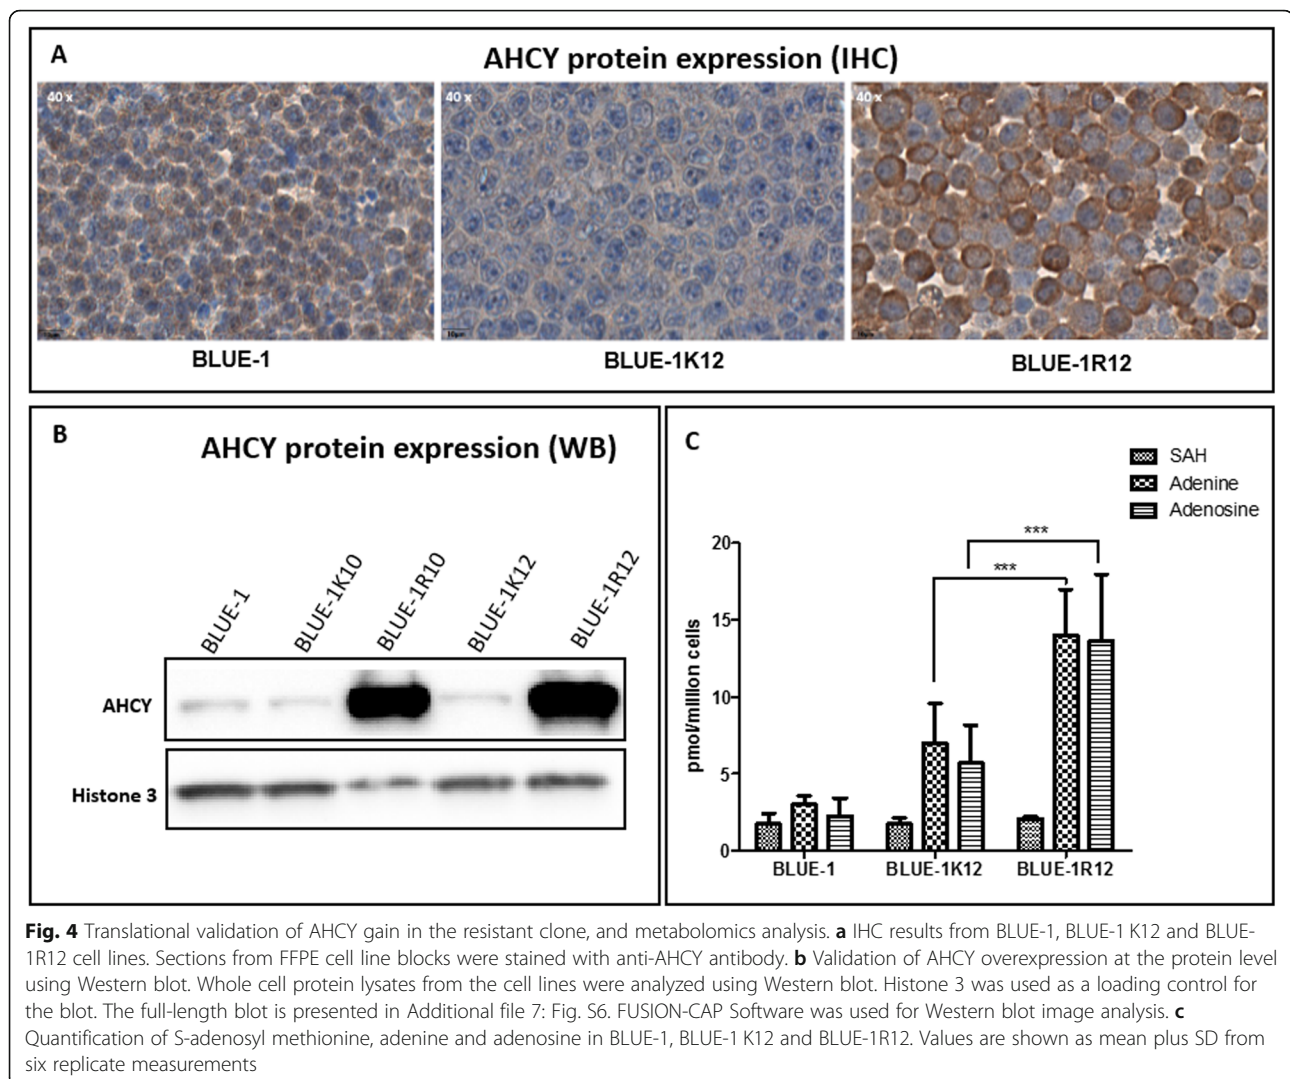 A
AHCY protein expression (IHC)
40 x
40 x
40 x
10μm
BLUE-1
BLUE-1K12
BLUE-1R12
B
AHCY protein expression (WB)
BLUE-1
BLUE-1K10
BLUE-1R10
BLUE-1K12
BLUE-1R12
AHCY
Histone 3
C
SAH
Adenine
Adenosine
pmol/million cells
20
15
10
5
0
***
***
BLUE-1
BLUE-1K12
BLUE-1R12
Fig. 4 Translational validation of AHCY gain in the resistant clone, and metabolomics analysis. a IHC results from BLUE-1, BLUE-1 K12 and BLUE-
1R12 cell lines. Sections from FFPE cell line blocks were stained with anti-AHCY antibody. b Validation of AHCY overexpression at the protein level
using Western blot. Whole cell protein lysates from the cell lines were analyzed using Western blot. Histone 3 was used as a loading control for
the blot. The full-length blot is presented in Additional file 7: Fig. S6. FUSION-CAP Software was used for Western blot image analysis. c
Quantification of S-adenosyl methionine, adenine and adenosine in BLUE-1, BLUE-1 K12 and BLUE-1R12. Values are shown as mean plus SD from
six replicate measurements